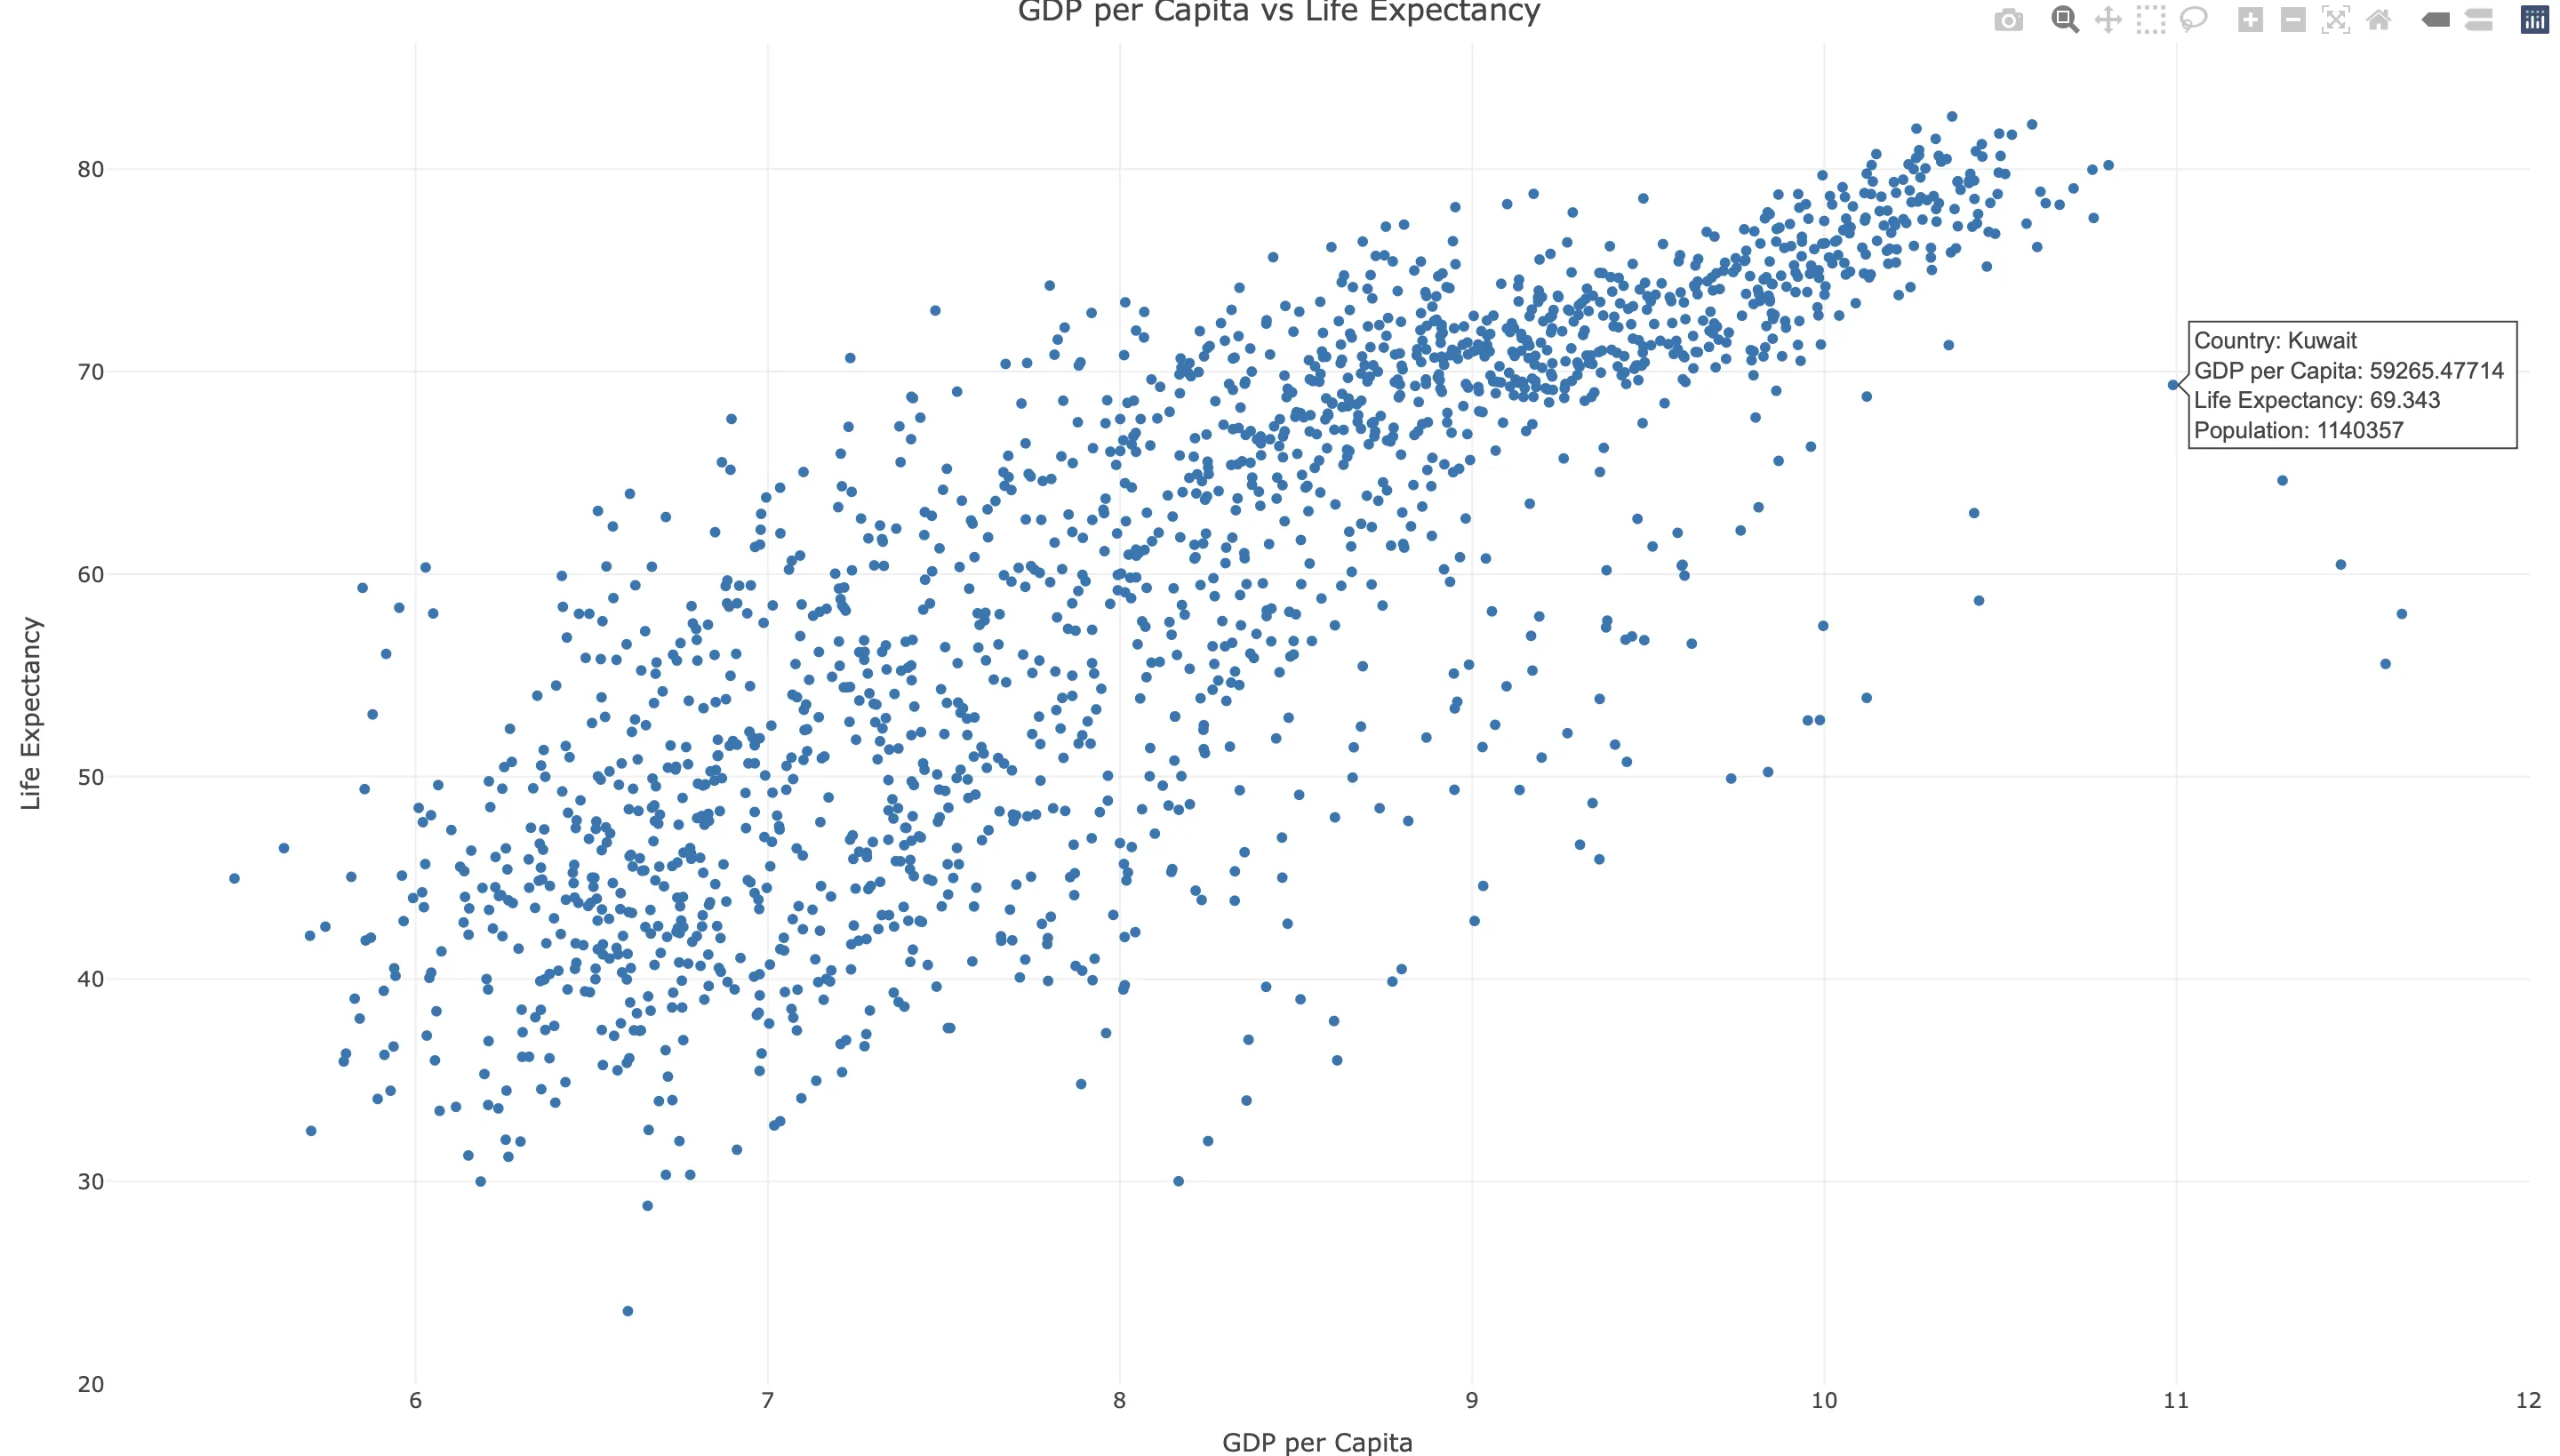 GDP per Capita vs Life Expectancy
80
70
60
50
40
30
20
Life Expectancy
Country: Kuwait
GDP per Capita: 59265.47714
Life Expectancy: 69.343
Population: 1140357
6 7 8 9 10 11 12
GDP per Capita